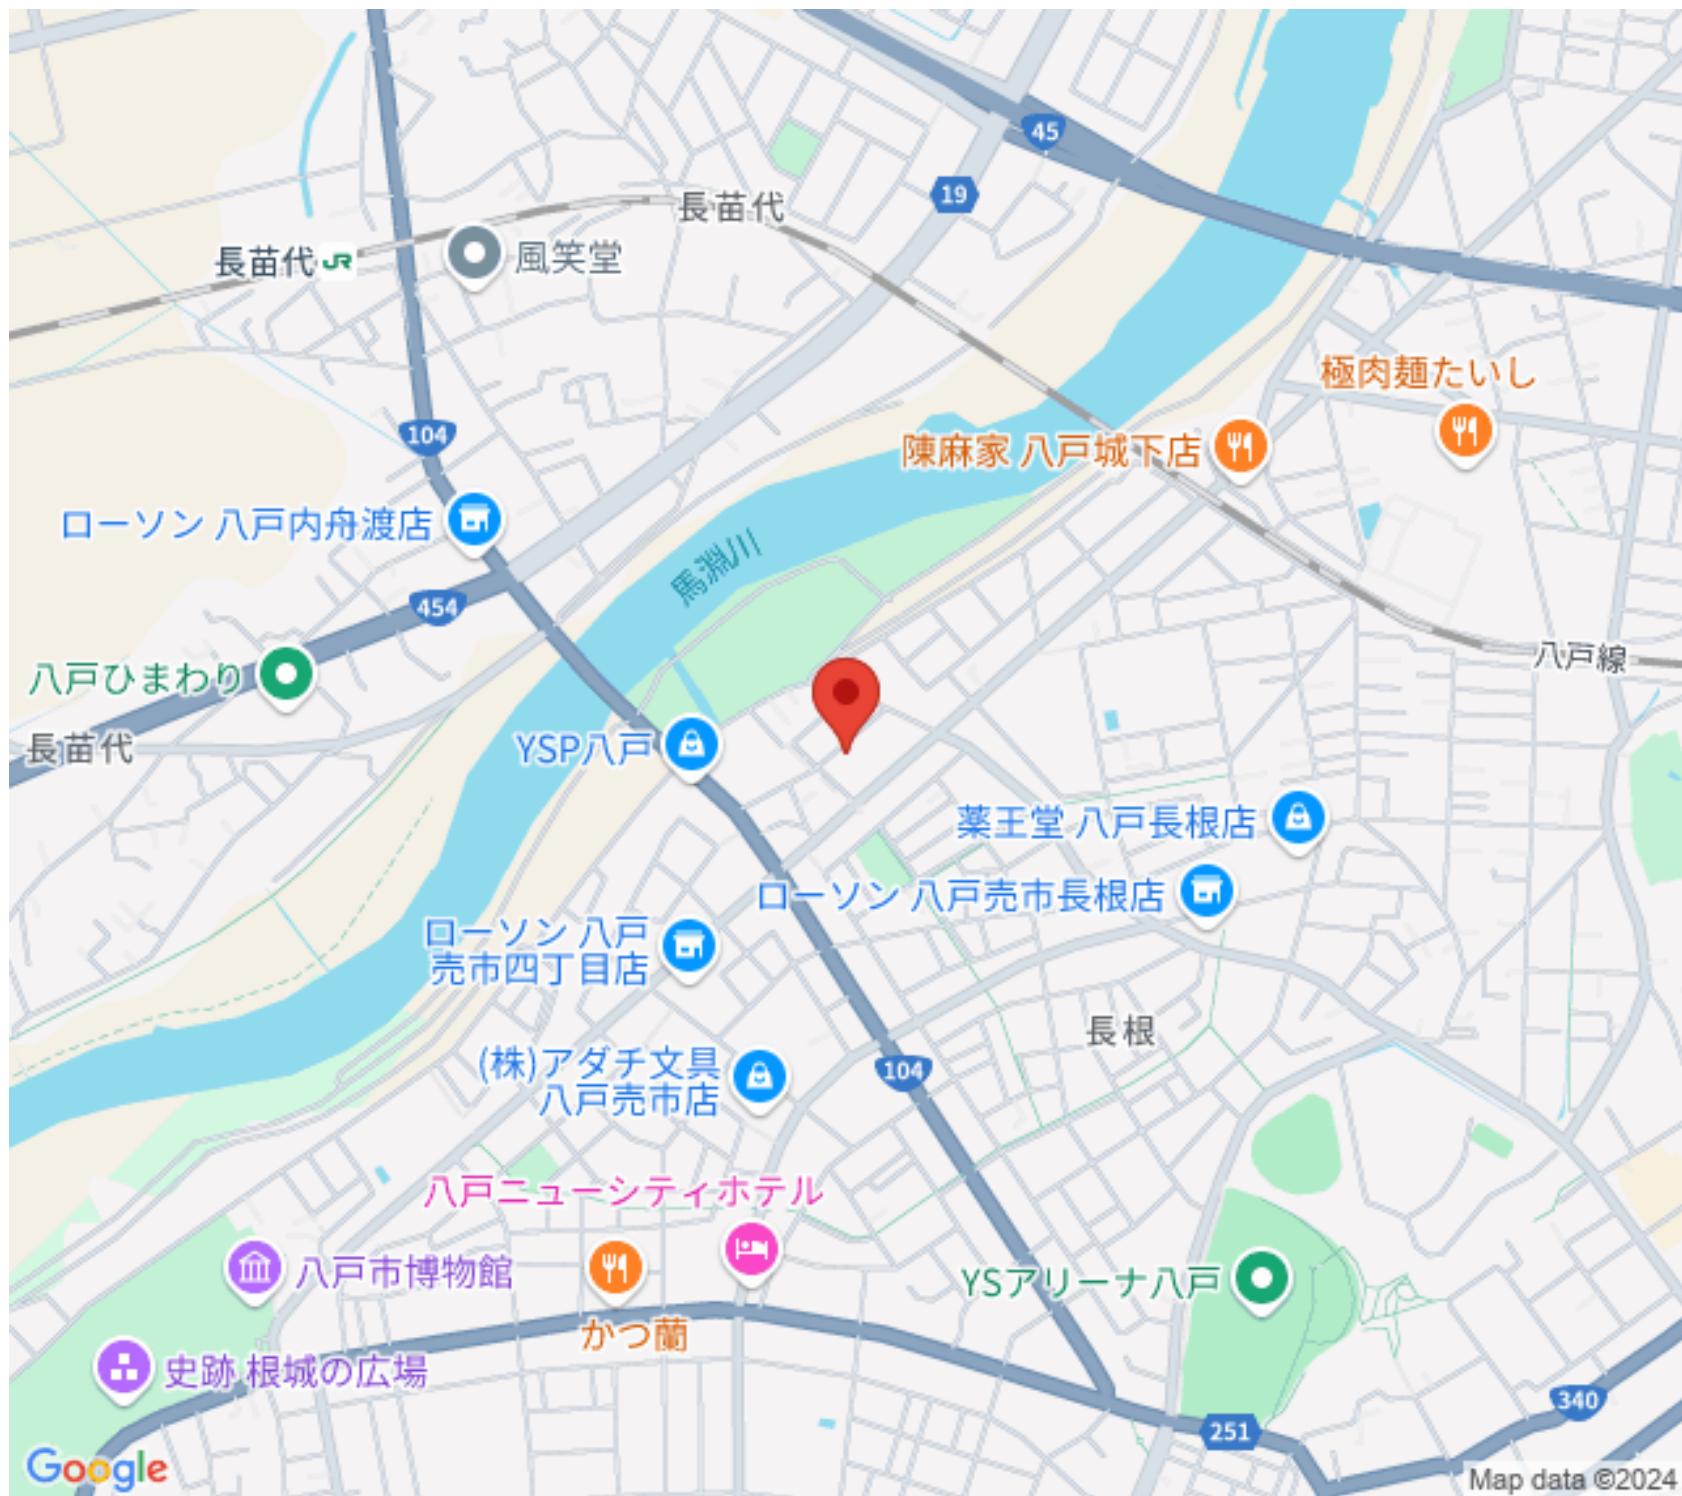 45
19
長苗代
長苗代
JR
風笑堂
極肉麺たいし
104
陳麻家 八戸城下店
ローソン 八戸内舟渡店
馬淵川
454
八戸線
八戸ひまわり
長苗代
YSP八戸
薬王堂 八戸長根店
ローソン 八戸売市長根店
ローソン 八戸
売市四丁目店
長根
(株)アダチ文具
八戸売市店
104
八戸ニューシティホテル
八戸市博物館
YSアリーナ八戸
かつ蘭
史跡 根城の広場
340
251
Google
Map data ©2024